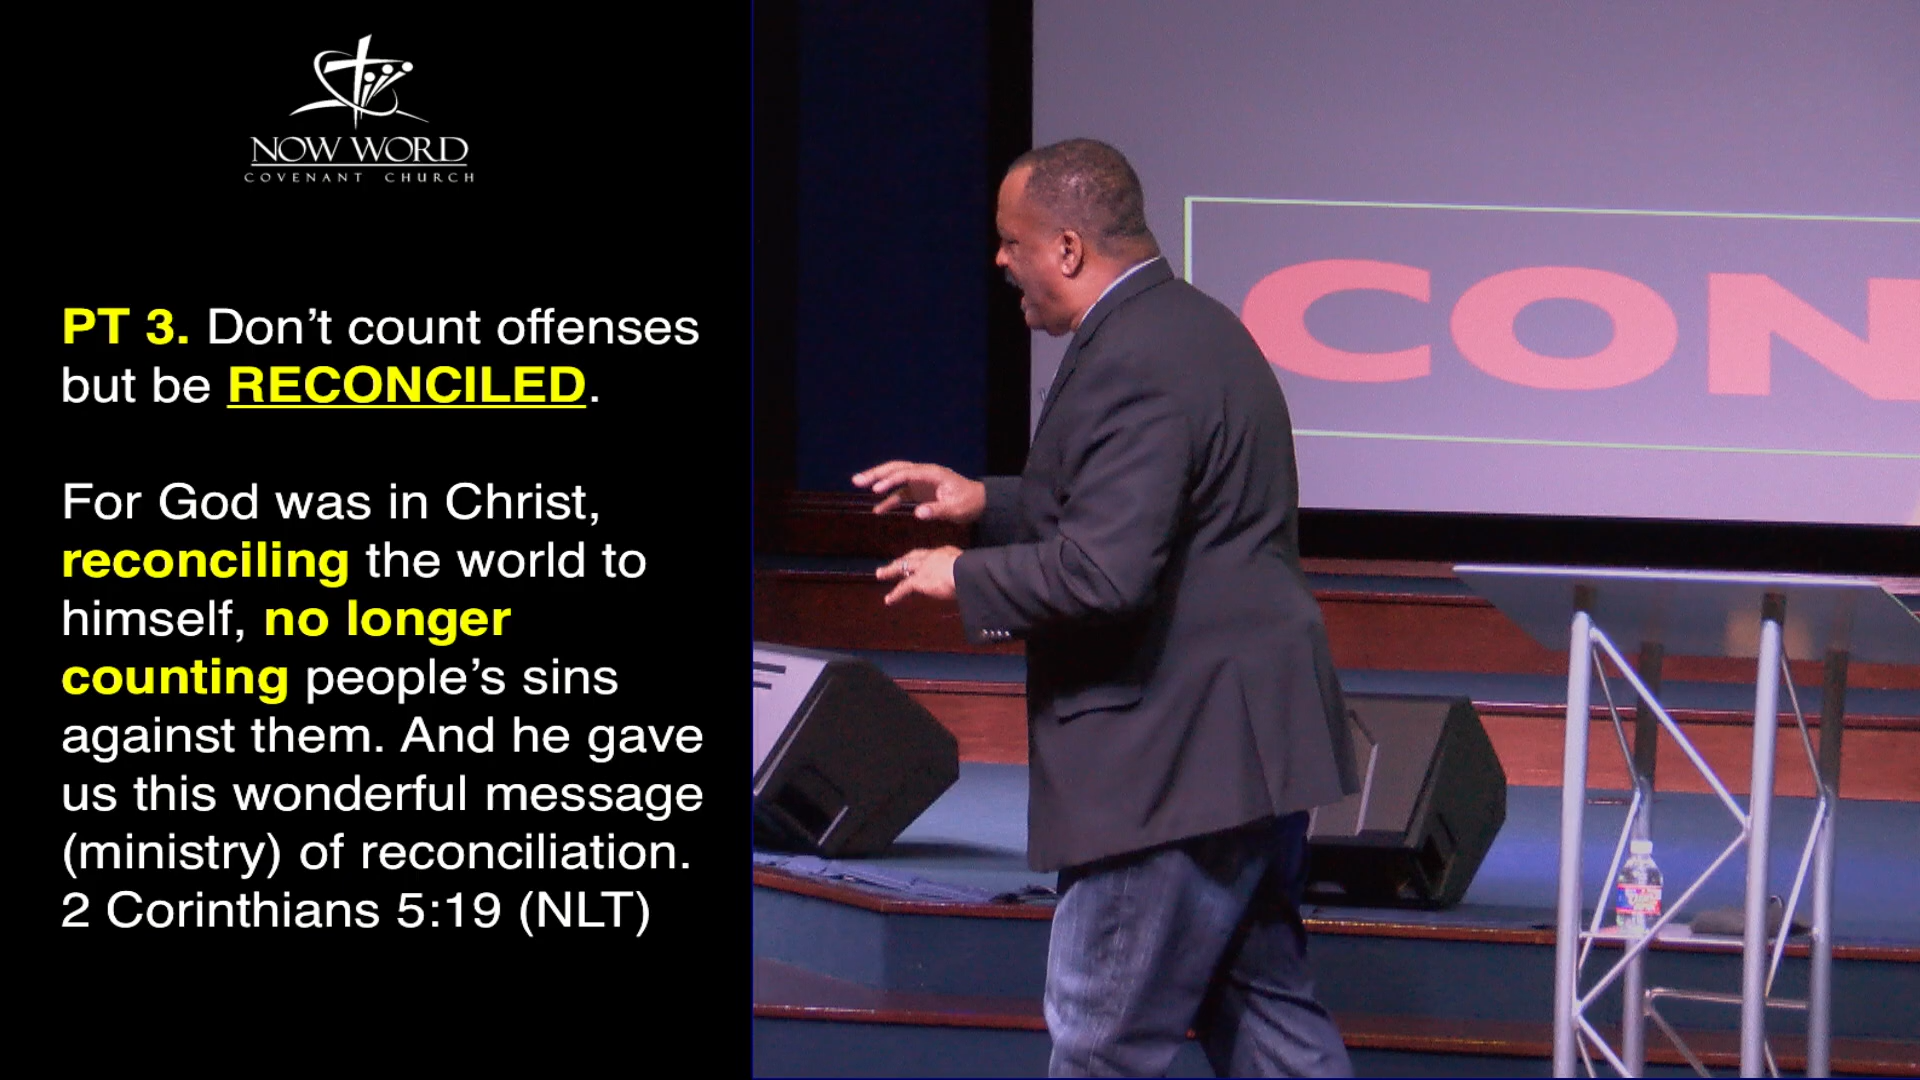 NOW WORD
COVENANT CHURCH
PT 3. Don’t count offenses
but be RECONCILED.
For God was in Christ,
reconciling the world to
himself, no longer
counting people’s sins
against them. And he gave
us this wonderful message
(ministry) of reconciliation.
2 Corinthians 5:19 (NLT)
CON